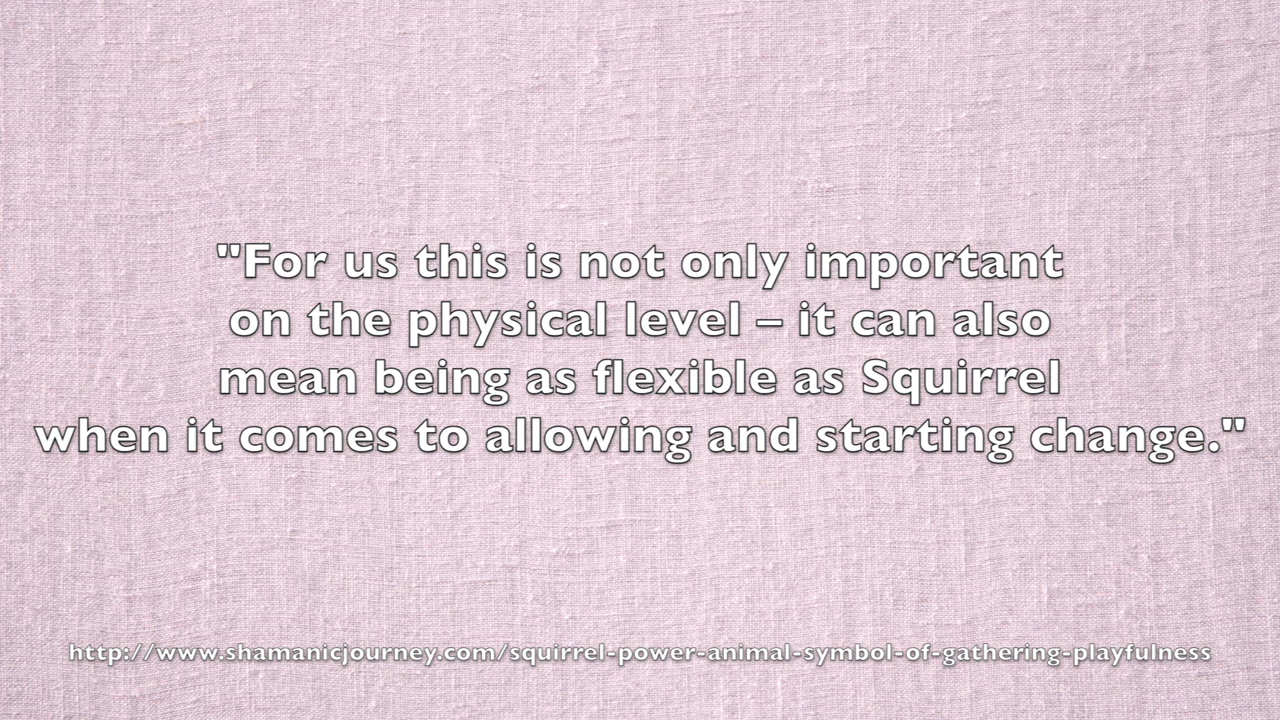 "For us this is not only important
on the physical level – it can also
mean being as flexible as Squirrel
when it comes to allowing and starting change."
http://www.shamanicjourney.com/squirrel-power-animal-symbol-of-gathering-playfulness